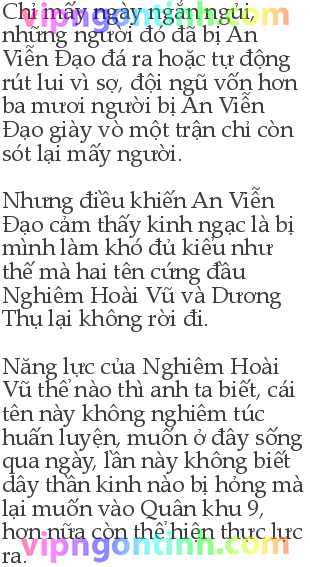 Chỉ mấy ngày ngắn ngủi,
những người đó đã bị An
Viễn Đạo đá ra hoặc tự động
rút lui vì sợ, đội ngũ vốn hơn
ba mươi người bị An Viễn
Đạo giày vò một trận chỉ còn
sót lại mấy người.
Nhưng điều khiến An Viễn
Đạo cảm thấy kinh ngạc là bị
mình làm khó đủ kiểu như
thế mà hai tên cứng đầu
Nghiêm Hoài Vũ và Dương
Thụ lại không rời đi.
Năng lực của Nghiêm Hoài
Vũ thể nào thì anh ta biết, cái
tên này không nghiêm túc
huấn luyện, muốn ở đây sống
qua ngày, lần này không biết
dây thần kinh nào bị hỏng mà
lại muốn vào Quân khu 9,
hơn nữa còn thể hiện thực lực
ra.
vipngontinh.com
vipngontinh.com